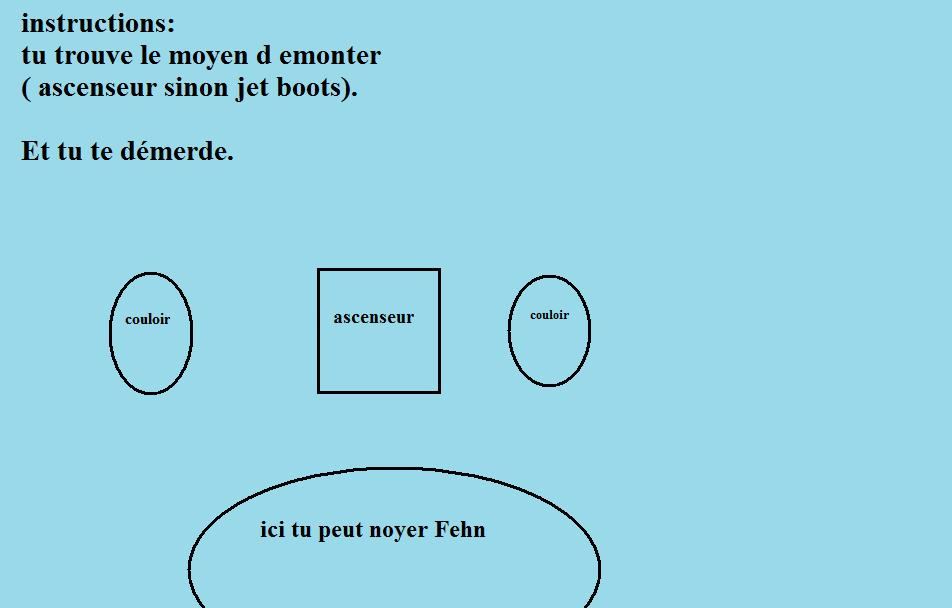 instructions:
tu trouve le moyen d emonter
( ascenseur sinon jet boots).
Et tu te démerde.
couloir
ascenseur
couloir
ici tu peut noyer Fehn